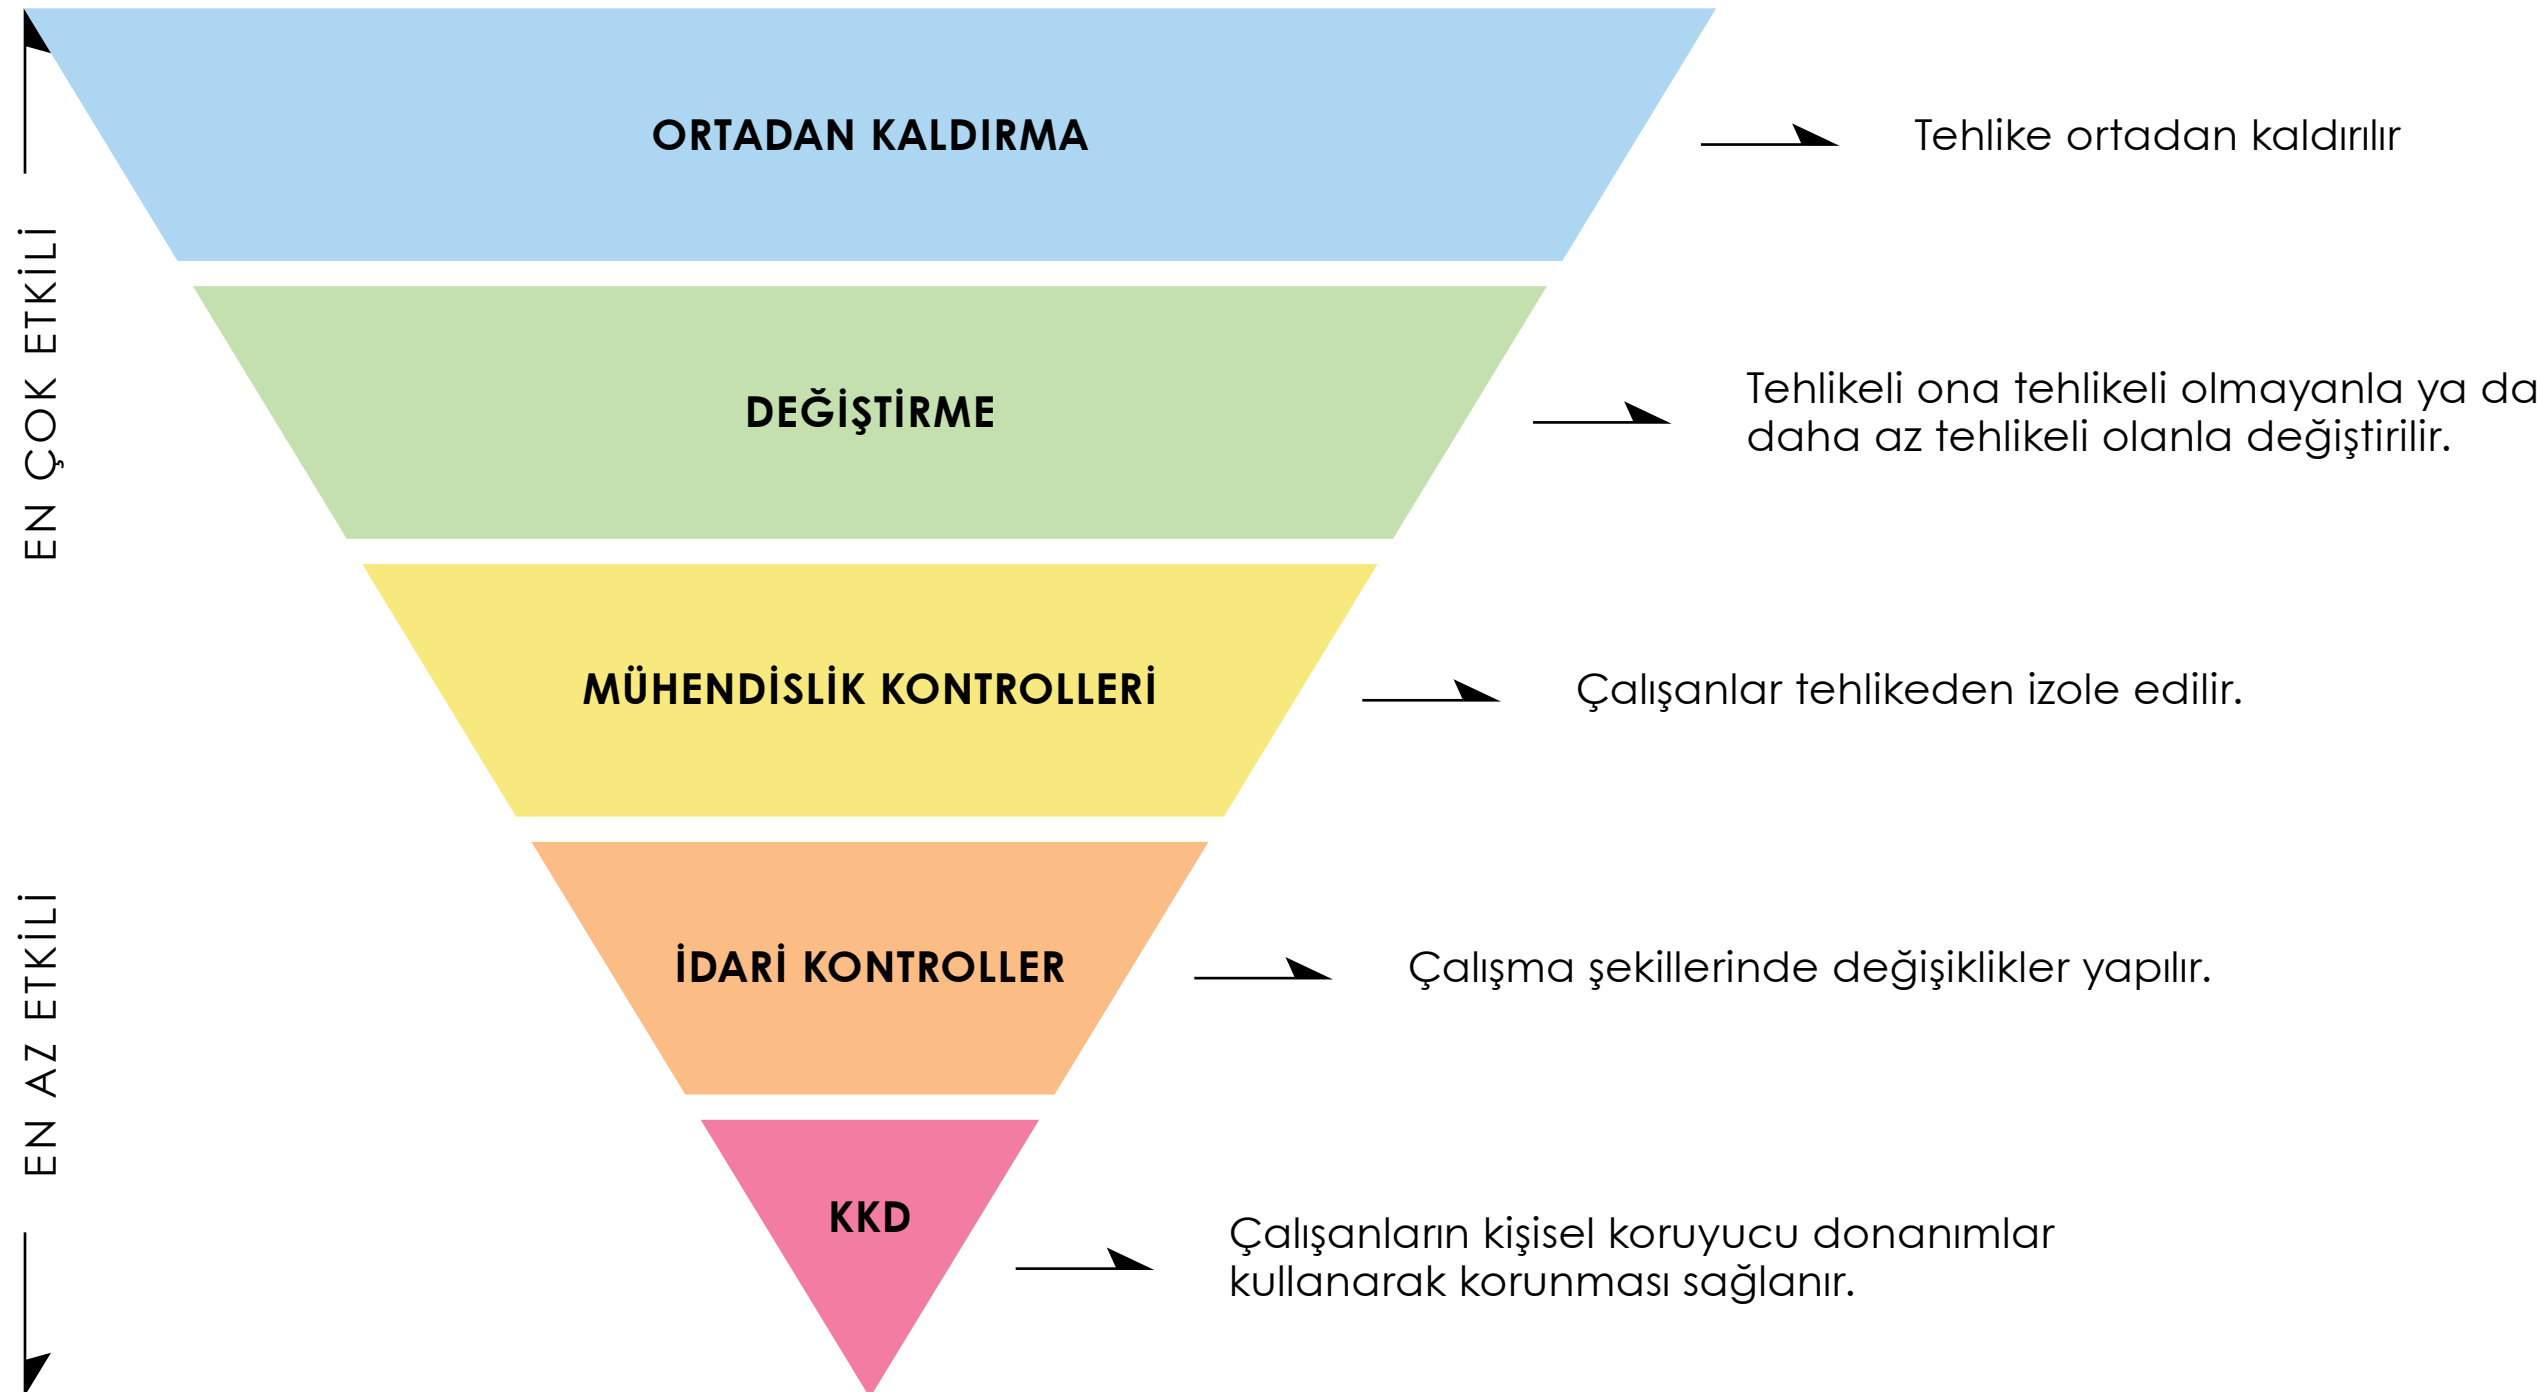 EN ÇOK ETKİLİ
ORTADAN KALDIRMA
Tehlike ortadan kaldırılır
DEĞİŞTİRME
Tehlikeli ona tehlikeli olmayanla ya da
daha az tehlikeli olanla değiştirilir.
MÜHENDİSLİK KONTROLLERİ
Çalışanlar tehlikeden izole edilir.
EN AZ ETKİLİ
İDARİ KONTROLLER
Çalışma şekillerinde değişiklikler yapılır.
KKD
Çalışanların kişisel koruyucu donanımlar
kullanarak korunması sağlanır.